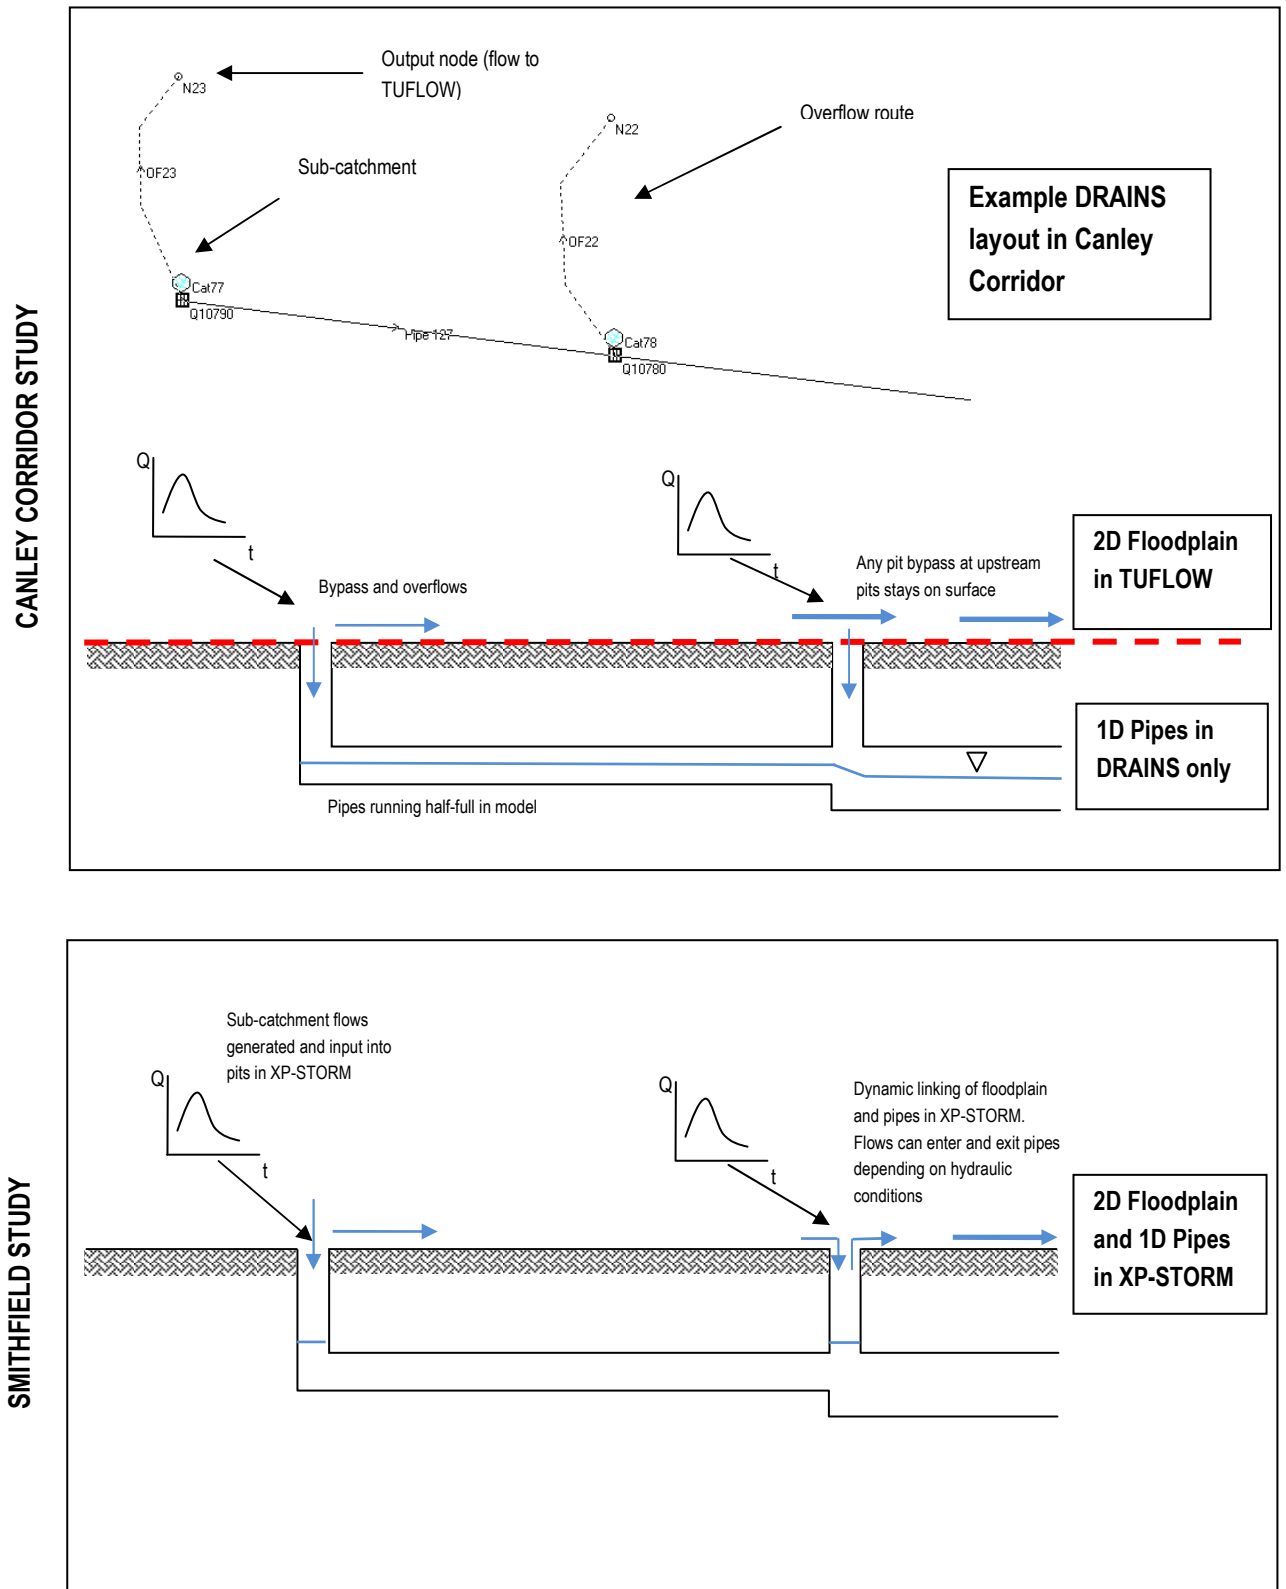 CANLEY CORRIDOR STUDY
Output node (flow to
TUFLOW)
N23
Overflow route
N22
Sub-catchment
OF23
Example DRAINS
layout in Canley
Corridor
OF22
Cat77
Q10790
Pipe 127
Cat78
Q10780
Q
t
Bypass and overflows
Q
t
Any pit bypass at upstream
pits stays on surface
2D Floodplain
in TUFLOW
1D Pipes in
DRAINS only
Pipes running half-full in model
SMITHFIELD STUDY
Sub-catchment flows
generated and input into
pits in XP-STORM
Q
t
Q
t
Dynamic linking of floodplain
and pipes in XP-STORM.
Flows can enter and exit pipes
depending on hydraulic
conditions
2D Floodplain
and 1D Pipes
in XP-STORM